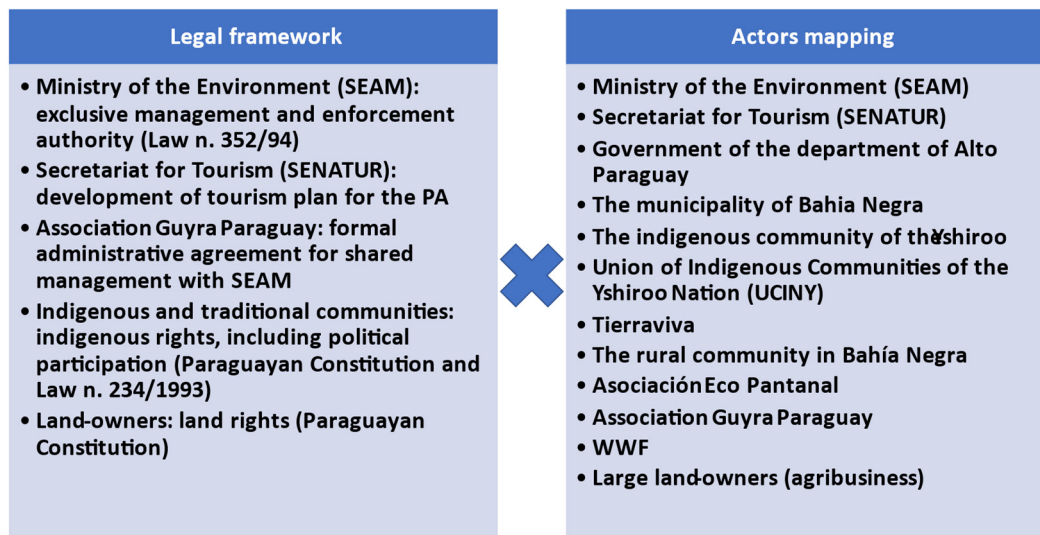 Legal framework
• Ministry of the Environment (SEAM):
exclusive management and enforcement
authority (Law n. 352/94)
• Secretariat for Tourism (SENATUR):
development of tourism plan for the PA
• Association Guyra Paraguay: formal
administrative agreement for shared
management with SEAM
• Indigenous and traditional communities:
indigenous rights, including political
participation (Paraguayan Constitution and
Law n. 234/1993)
• Land-owners: land rights (Paraguayan
Constitution)
Actors mapping
• Ministry of the Environment (SEAM)
• Secretariat for Tourism (SENATUR)
• Government of the department of Alto
Paraguay
• The municipality of Bahia Negra
• The indigenous community of the Yshiroo
• Union of Indigenous Communities of the
Yshiroo Nation (UCINY)
• Tierraviva
• The rural community in Bahía Negra
• Asociación Eco Pantanal
• Association Guyra Paraguay
• WWF
• Large land-owners (agribusiness)